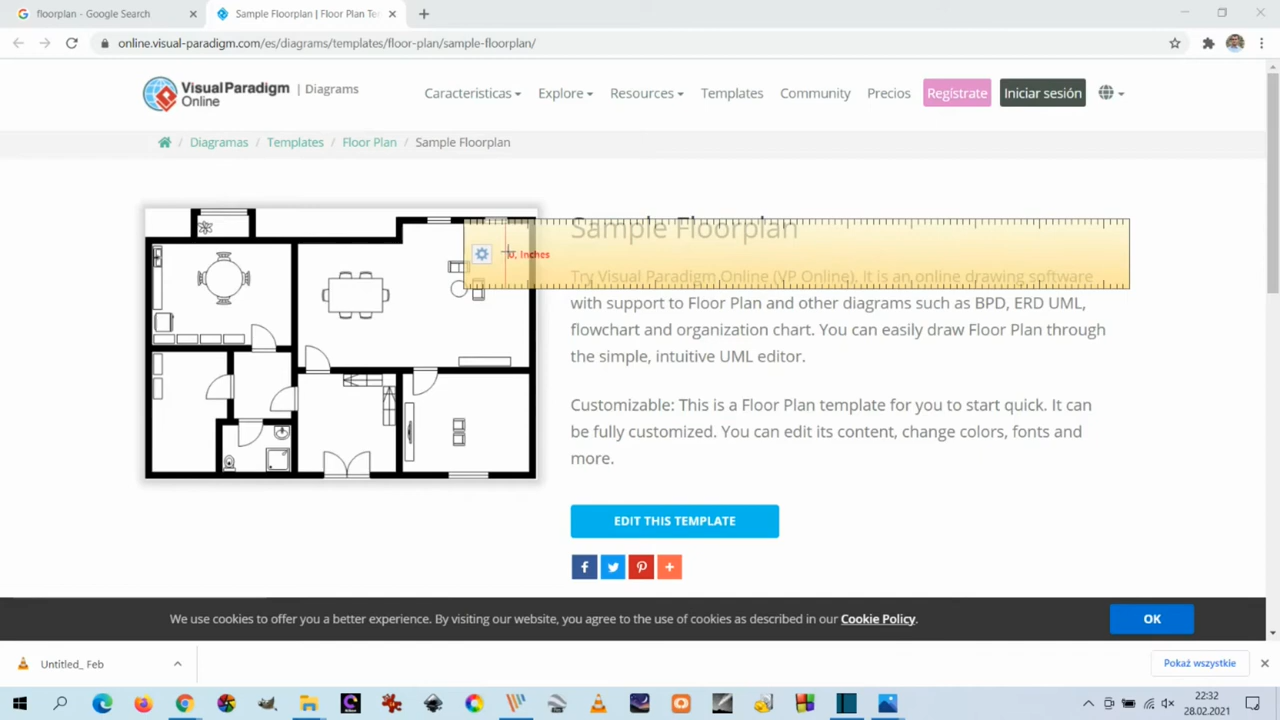 floorplan - Google Search
Sample Floorplan | Floor Plan Te
online.visual-paradigm.com/es/diagrams/templates/floor-plan/sample-floorplan/
Visual Paradigm
Online
| Diagrams
Caracteristicas
Explore
Resources
Templates
Community
Precios
Regístrate
Iniciar sesión
/ Diagramas / Templates / Floor Plan / Sample Floorplan
Sample Floorplan
Inches
Try Visual Paradigm Online (VP Online). It is an online drawing software
with support to Floor Plan and other diagrams such as BPD, ERD UML,
flowchart and organization chart. You can easily draw Floor Plan through
the simple, intuitive UML editor.
Customizable: This is a Floor Plan template for you to start quick. It can
be fully customized. You can edit its content, change colors, fonts and
more.
EDIT THIS TEMPLATE
We use cookies to offer you a better experience. By visiting our website, you agree to the use of cookies as described in our Cookie Policy.
OK
Untitled_ Feb
Pokaż wszystkie
22:32
28.02.2021